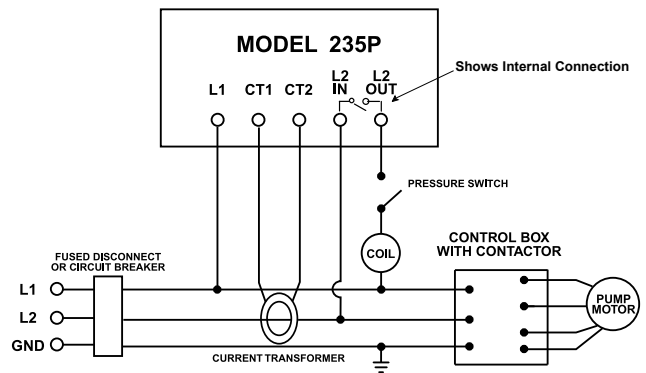 MODEL 235P
L1 CT1 CT2 L2 IN L2 OUT
Shows Internal Connection
PRESSURE SWITCH
COIL
CONTROL BOX
WITH CONTACTOR
FUSED DISCONNECT
OR CIRCUIT BREAKER
L1
L2
GND
PUMP
MOTOR
CURRENT TRANSFORMER